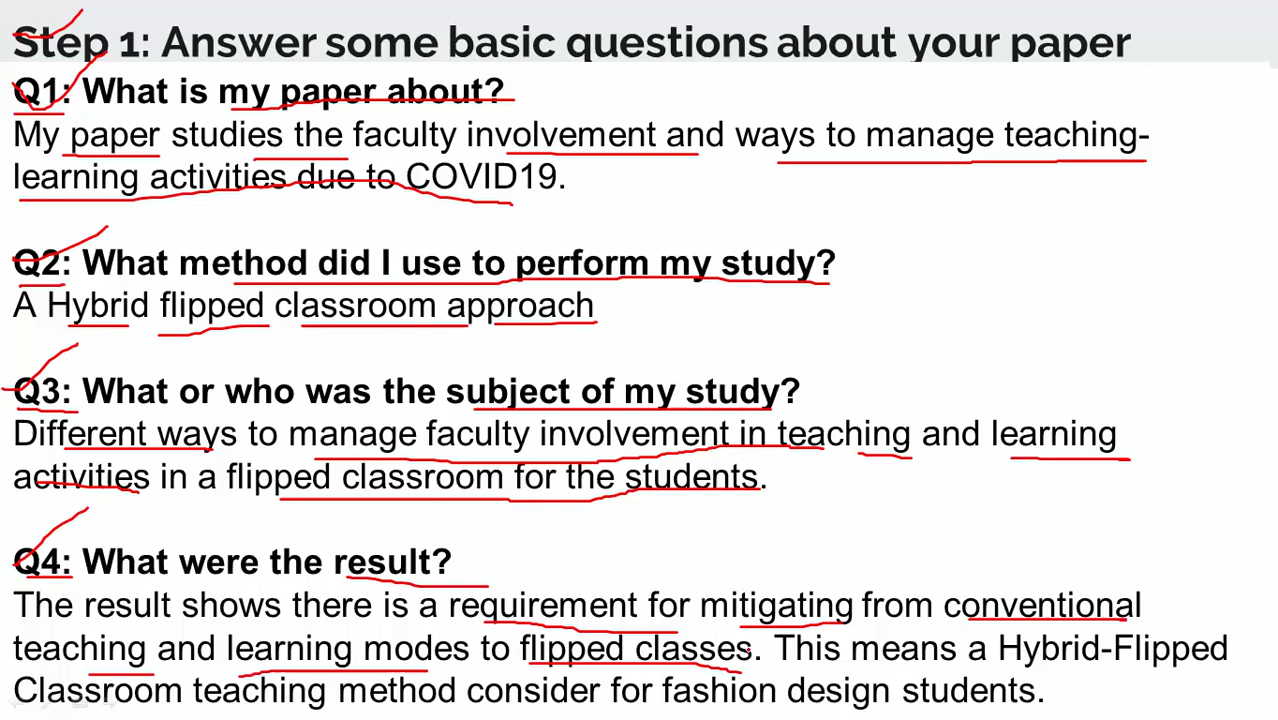 Step 1: Answer some basic questions about your paper
Q1: What is my paper about?
My paper studies the faculty involvement and ways to manage teaching-
learning activities due to COVID19.
Q2: What method did I use to perform my study?
A Hybrid flipped classroom approach
Q3: What or who was the subject of my study?
Different ways to manage faculty involvement in teaching and learning
activities in a flipped classroom for the students.
Q4: What were the result?
The result shows there is a requirement for mitigating from conventional
teaching and learning modes to flipped classes. This means a Hybrid-Flipped
Classroom teaching method consider for fashion design students.